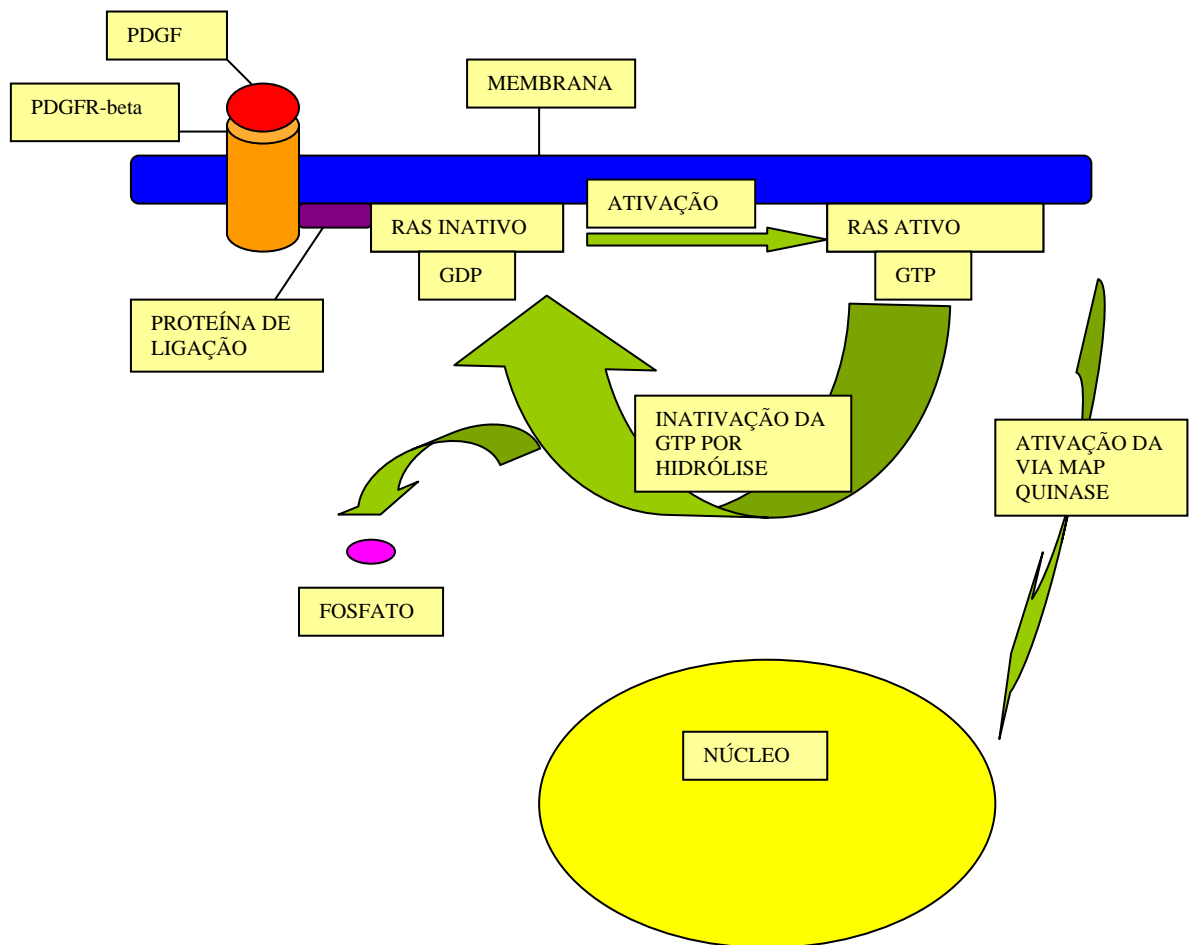 PDGF
PDGFR-beta
MEMBRANA
ATIVAÇÃO
RAS INATIVO
RAS ATIVO
GDP
GTP
PROTEÍNA DE
LIGAÇÃO
INATIVAÇÃO DA
GTP POR
HIDRÓLISE
ATIVAÇÃO DA
VIA MAP
QUINASE
FOSFATO
NÚCLEO